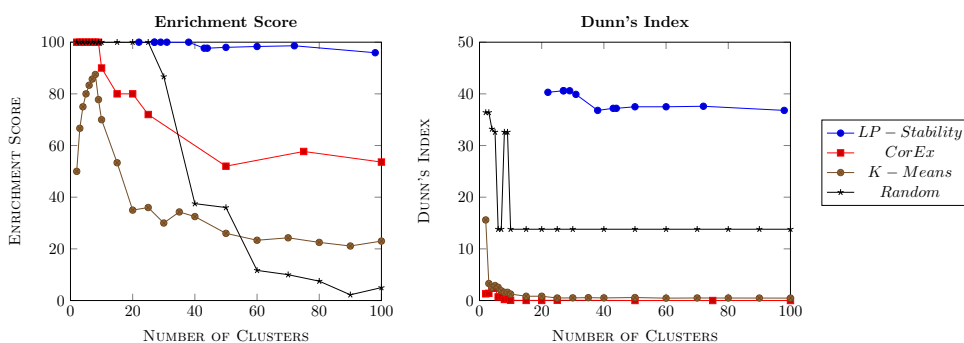 Enrichment Score
100
80
60
40
20
0
0 20 40 60 80 100
Number of Clusters
Enrichment Score
Dunn's Index
50
40
30
20
10
0
0 20 40 60 80 100
Number of Clusters
Dunn's Index
LP − Stability
CorEx
K − Means
Random